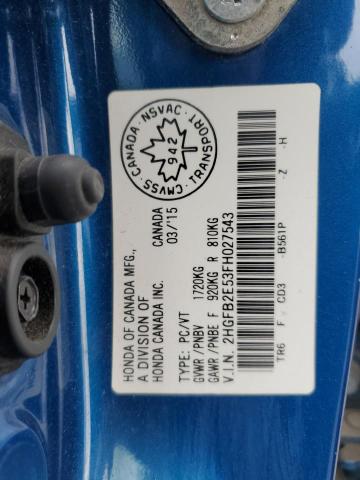 HONDA OF CANADA MFG., CANADA
A DIVISION OF 03/'15
HONDA CANADA INC.
TYPE: PC/VT
GVWR /PNBV 1720KG
GAWR /PNBE F 920KG R 810KG
V.I.N. 2HGFB2E53FH027543
TR6 F CD3 -B561P -Z -H
CANADA · NSVAC · TRANSPORT · CMVSS ·
942